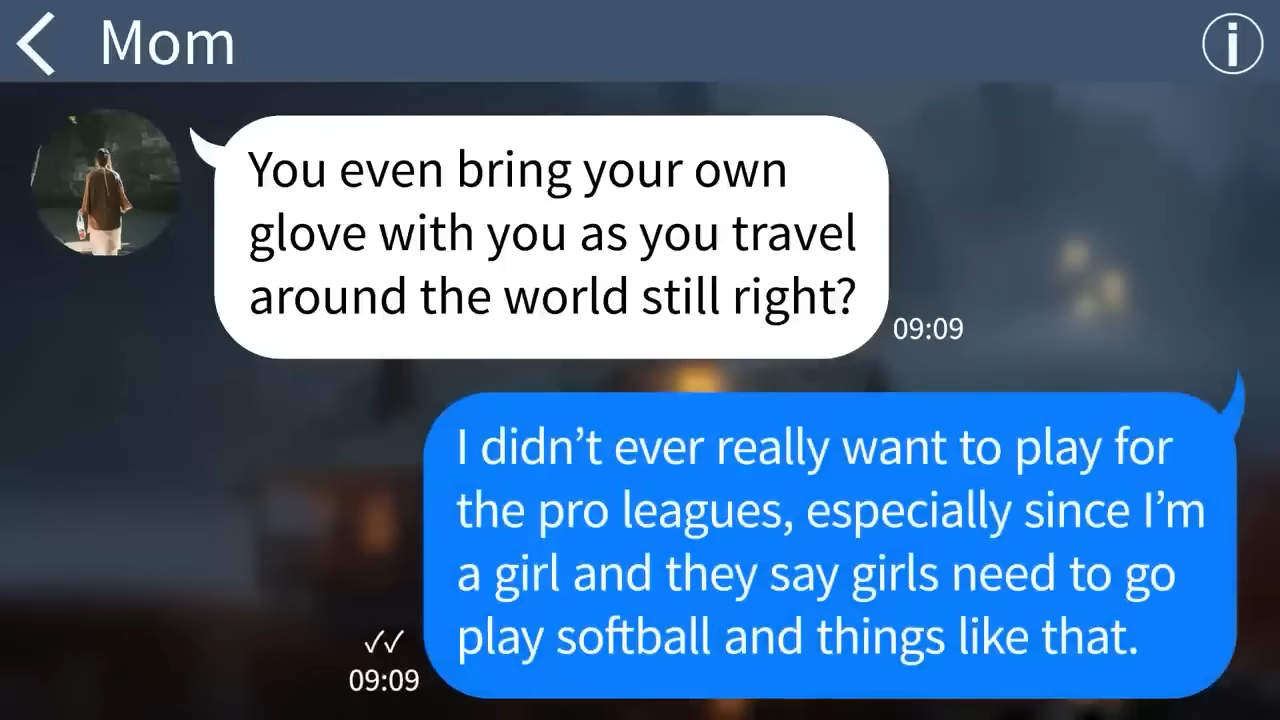 Mom
You even bring your own
glove with you as you travel
around the world still right?
09:09
I didn’t ever really want to play for
the pro leagues, especially since I’m
a girl and they say girls need to go
play softball and things like that.
09:09